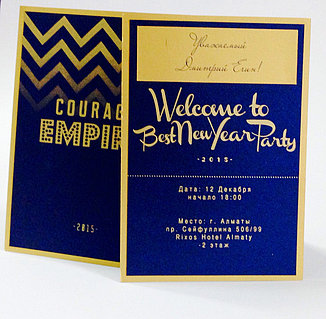 COURAG
EMPIR
-2015-
Уважаемый
Дмитрий Есин!
Welcome to
Best New Year Party
-2015-
Дата: 12 Декабря
начало 18:00
Место: г. Алматы
пр. Сейфуллина 506/99
Rixos Hotel Almaty
-2 этаж